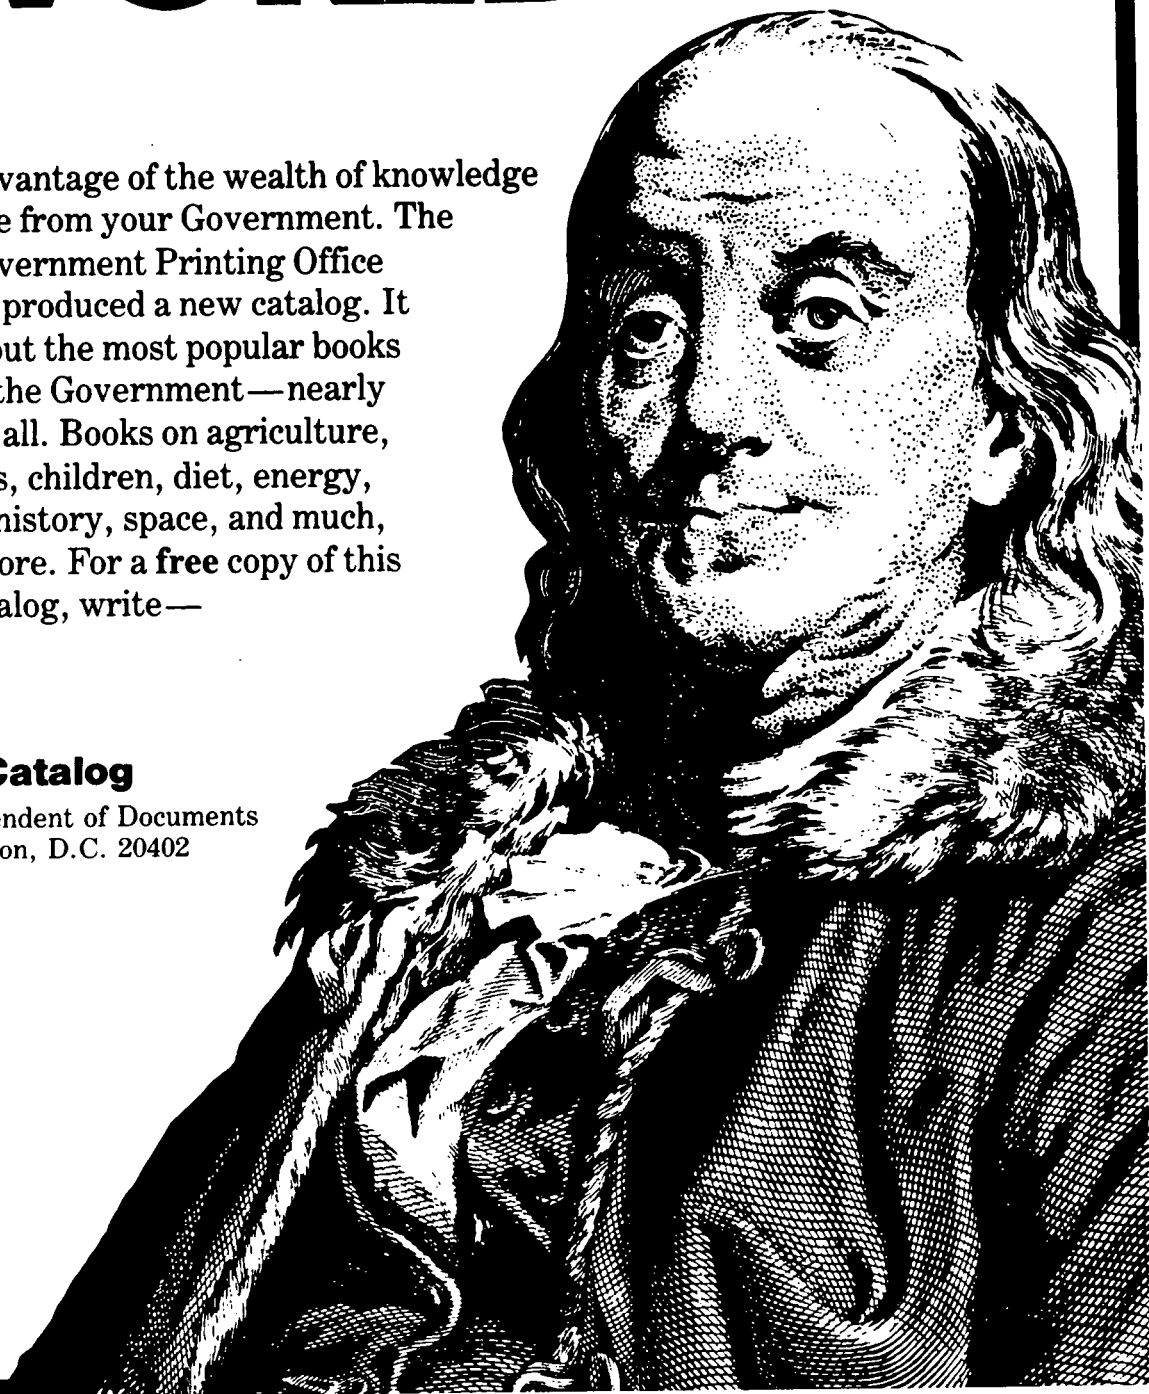 vantage of the wealth of knowledge
e from your Government. The
vernment Printing Office
produced a new catalog. It
out the most popular books
the Government—nearly
all. Books on agriculture,
s, children, diet, energy,
history, space, and much,
ore. For a free copy of this
alog, write—
Catalog
ndent of Documents
on, D.C. 20402